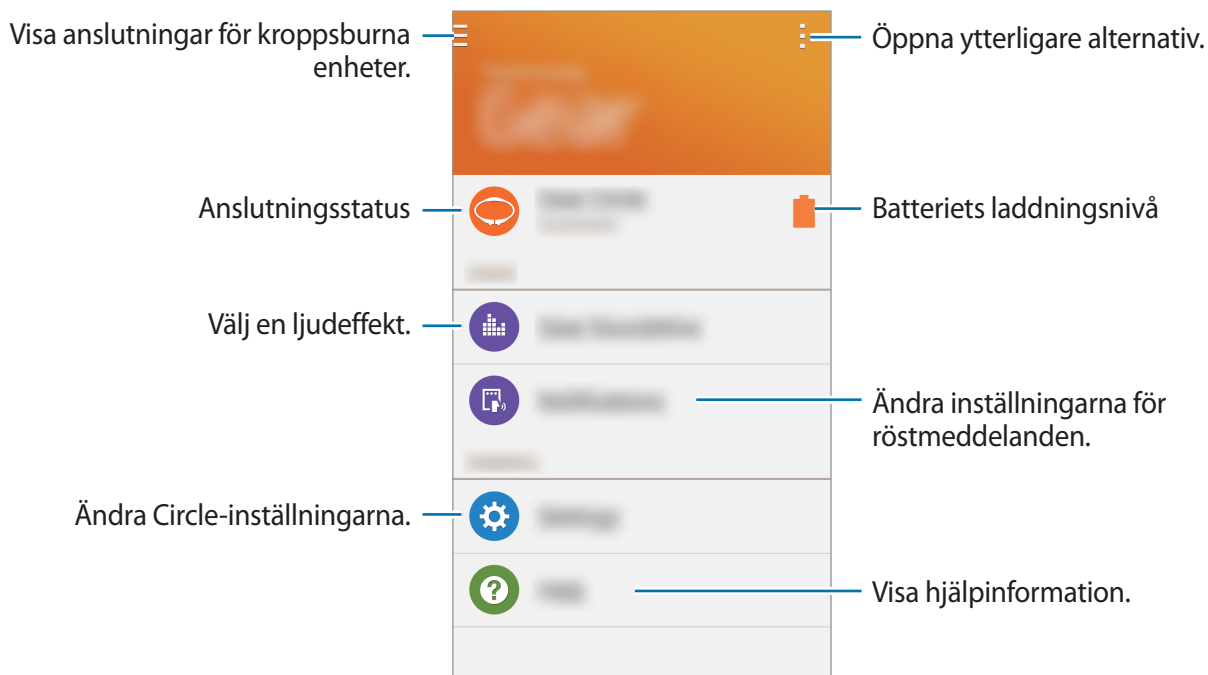 Visa anslutningar för kroppsburna
enheter.
Öppna ytterligare alternativ.
Gear
Anslutningsstatus
Batteriets laddningsnivå
Välj en ljudeffekt.
Ändra inställningarna för
röstmeddelanden.
Ändra Circle-inställningarna.
Visa hjälpinformation.